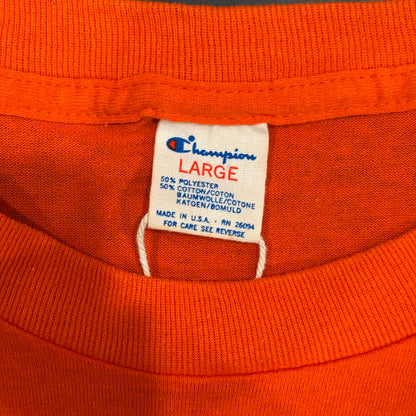 Champion
LARGE
50% POLYESTER
50% COTTON/COTON
BAUMWOLLE/COTONE
KATOEN/BOMULD
MADE IN U.S.A. · RN 26094
FOR CARE SEE REVERSE